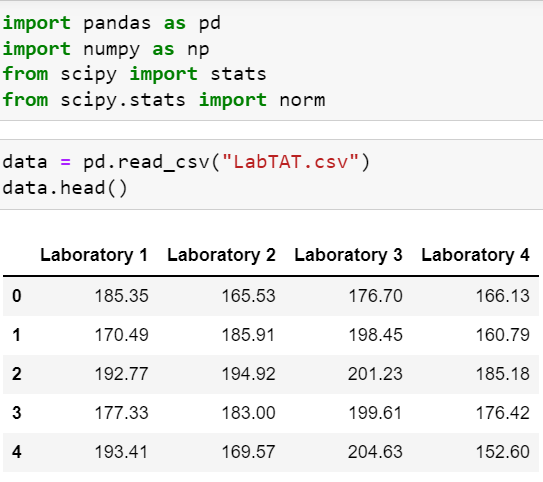 import pandas as pd
import numpy as np
from scipy import stats
from scipy.stats import norm
data = pd.read_csv("LabTAT.csv")
data.head()
Laboratory 1 Laboratory 2 Laboratory 3 Laboratory 4
0 185.35 165.53 176.70 166.13
1 170.49 185.91 198.45 160.79
2 192.77 194.92 201.23 185.18
3 177.33 183.00 199.61 176.42
4 193.41 169.57 204.63 152.60